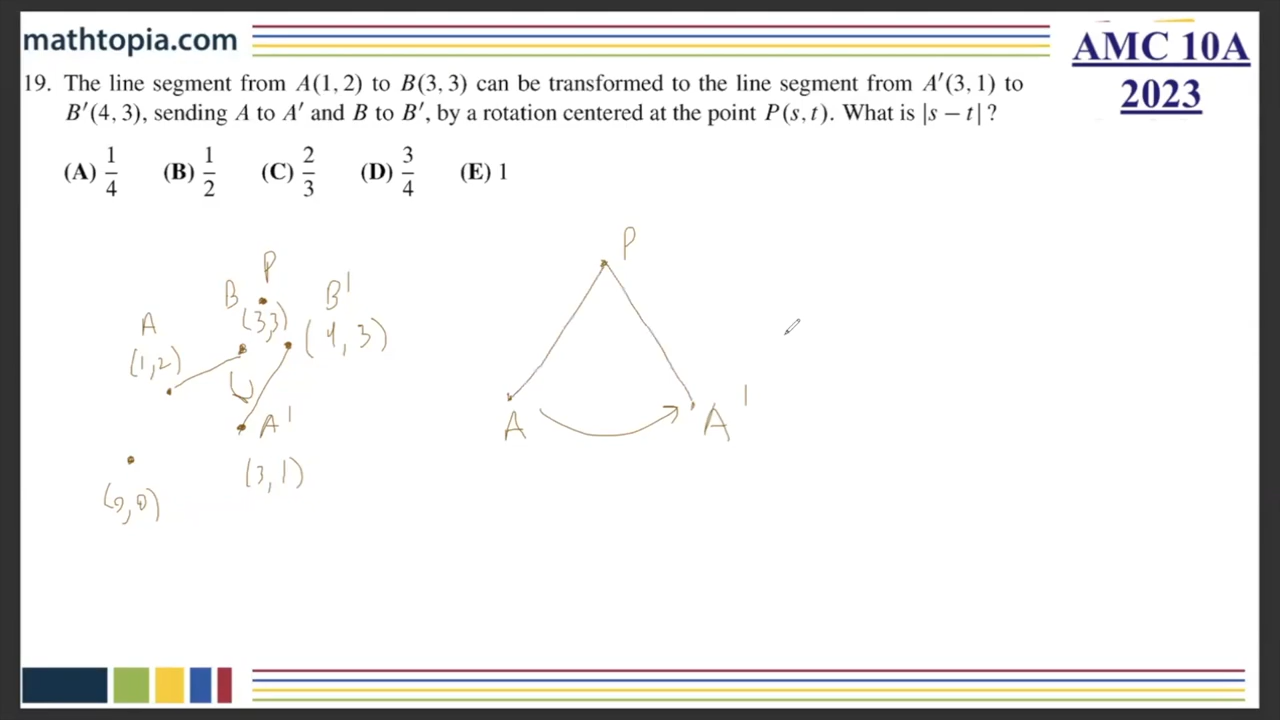 mathtopia.com
AMC 10A
2023
19. The line segment from A(1, 2) to B(3, 3) can be transformed to the line segment from A′(3, 1) to
B′(4, 3), sending A to A′ and B to B′, by a rotation centered at the point P(s, t). What is |s − t| ?
(A) 1/4 (B) 1/2 (C) 2/3 (D) 3/4 (E) 1
P
P
B
B'
(3,3)
(4,3)
A
(1,2)
A'
(3,1)
(0,0)
A
A'